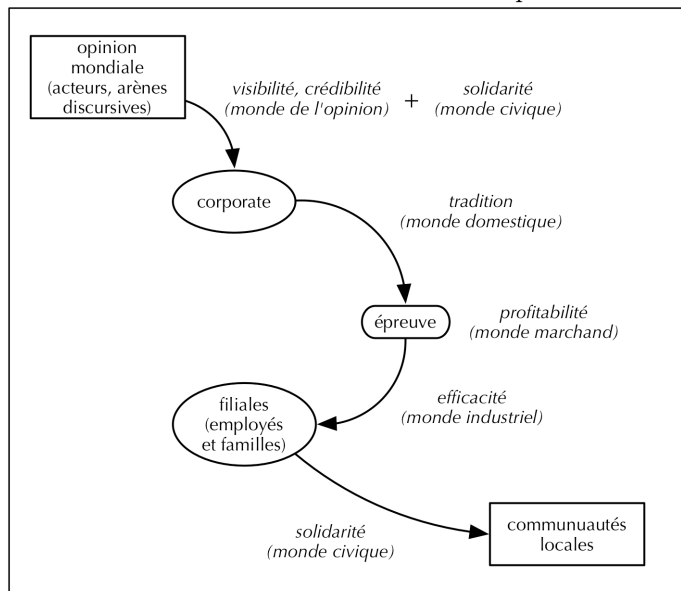 opinion
mondiale
(acteurs, arènes
discursives)
visibilité, crédibilité
(monde de l'opinion)
+
solidarité
(monde civique)
corporate
tradition
(monde domestique)
épreuve
profitabilité
(monde marchand)
efficacité
(monde industriel)
filiales
(employés
et familles)
solidarité
(monde civique)
communuautés
locales